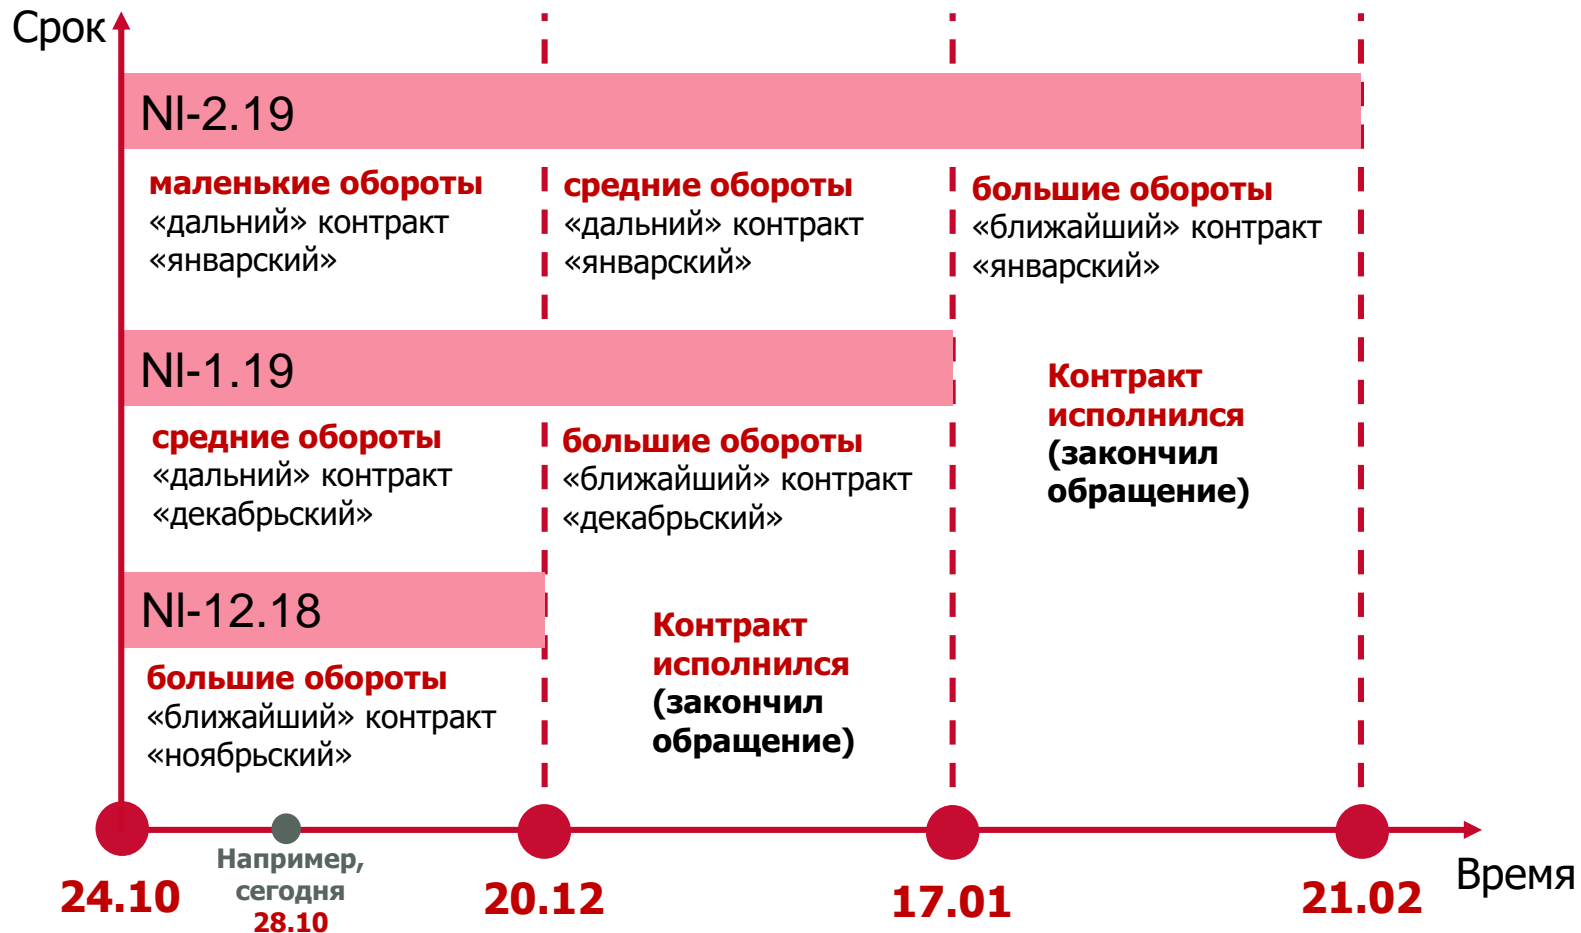 Срок
NI-2.19
маленькие обороты
«дальний» контракт
«январский»
средние обороты
«дальний» контракт
«январский»
большие обороты
«ближайший» контракт
«январский»
NI-1.19
средние обороты
«дальний» контракт
«декабрьский»
большие обороты
«ближайший» контракт
«декабрьский»
Контракт
исполнился
(закончил
обращение)
NI-12.18
большие обороты
«ближайший» контракт
«ноябрьский»
Контракт
исполнился
(закончил
обращение)
24.10
Например,
сегодня
28.10
20.12
17.01
21.02
Время